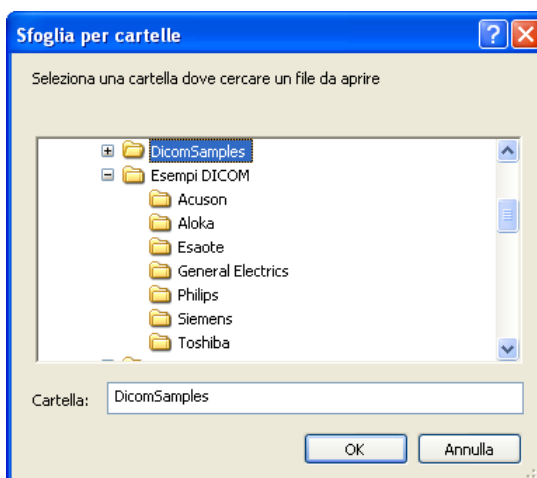 Sfoglia per cartelle
Seleziona una cartella dove cercare un file da aprire
DicomSamples
Esempi DICOM
Acuson
Aloka
Esaote
General Electrics
Philips
Siemens
Toshiba
Cartella: DicomSamples
OK Annulla